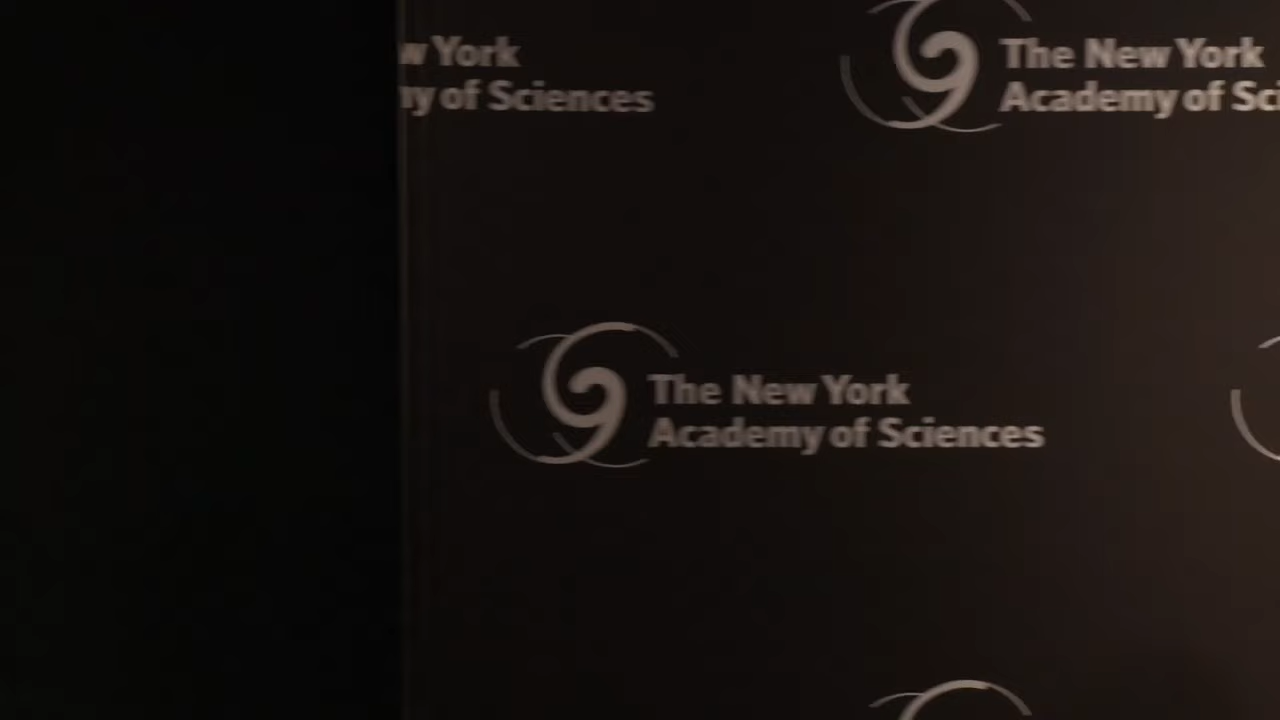 w York
y of Sciences
The New York
Academy of Sci
The New York
Academy of Sciences